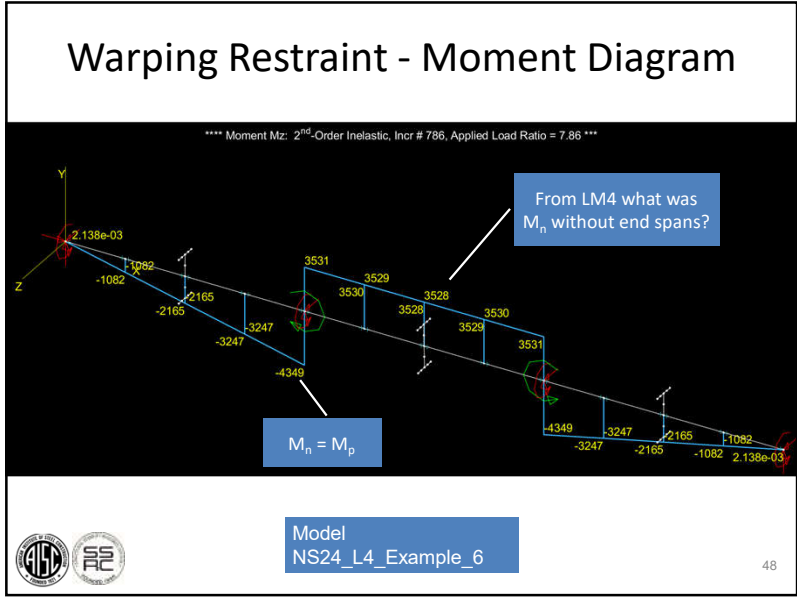 Warping Restraint - Moment Diagram
**** Moment Mz: 2nd-Order Inelastic, Incr # 786, Applied Load Ratio = 7.86 ***
Y
From LM4 what was
Mn without end spans?
2.138e-03
Z
-1082
X
-1082
3531
3529
3530
3528
3528
3530
3529
3531
-2165
-2165
-3247
-3247
-4349
-4349
-3247
-3247
-2165
-2165
-1082
-1082
2.138e-03
Mn = Mp
Model
NS24_L4_Example_6
AISC
SS
RC
48